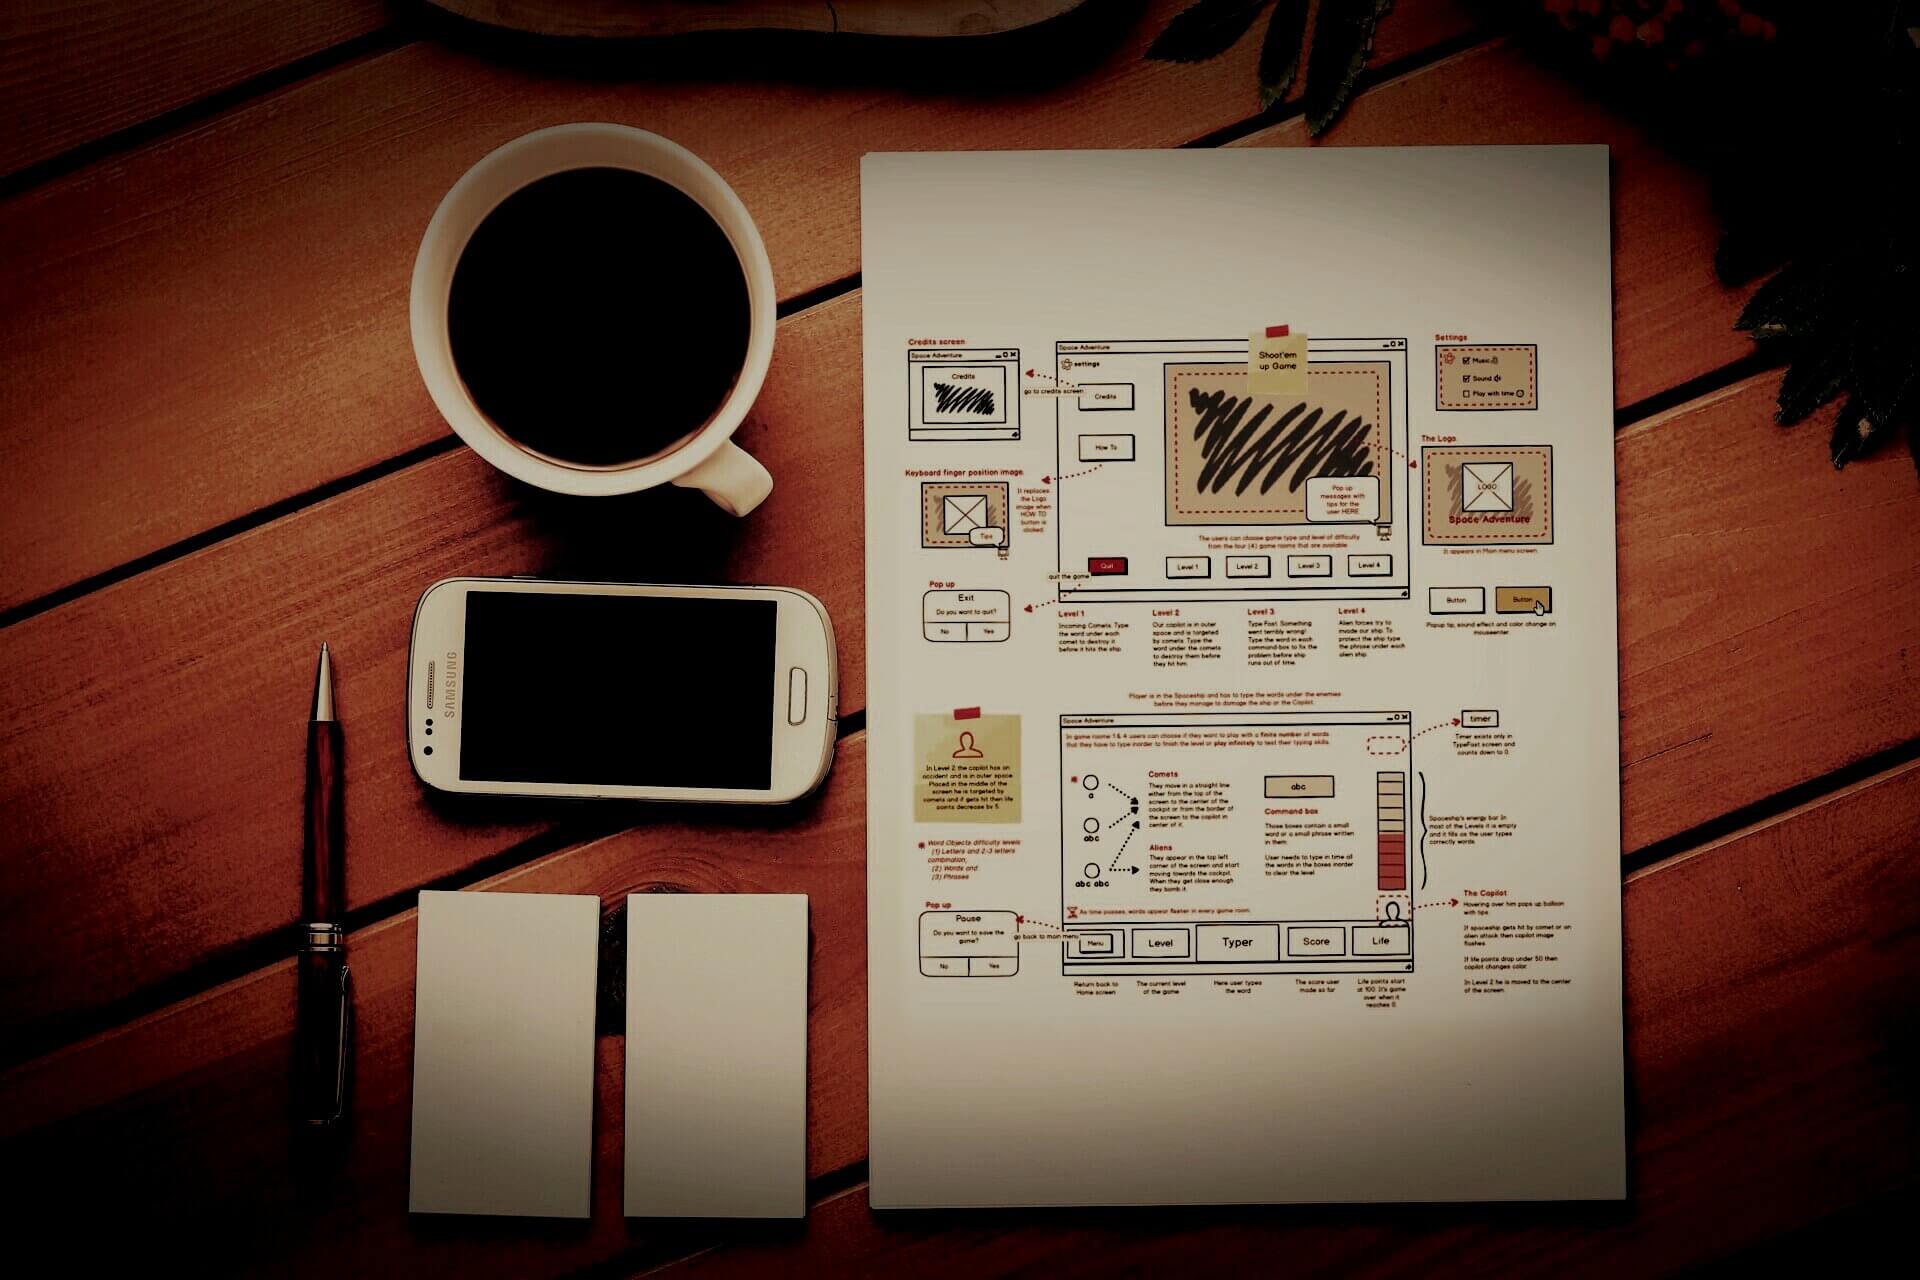 SAMSUNG
Credits screen
Space Adventure
Credits
go to credits screen
Keyboard finger position image
It replaces
the Logo
image when
HOW TO
button is
clicked.
Tips
Pop up
Exit
Do you want to quit?
No Yes
Space Adventure
settings
Credits
How To
Quit
quit the game
Shoot'em
up Game
Pop up
messages with
tips for the
user HERE.
The users can choose game type and level of difficulty
from the four (4) game rooms that are available.
Level 1 Level 2 Level 3 Level 4
Settings
Music
Sound
Play with time
The Logo
LOGO
Space Adventure
It appears in Main menu screen.
Button Button
Popup tip, sound effect and color change on
mouseenter.
Level 1
Incoming Comets. Type
the word under each
comet to destroy it
before it hits the ship.
Level 2
Our copilot is in outer
space and is targeted
by comets. Type the
word under the comets
to destroy them before
they hit him.
Level 3
Type Fast. Something
went terribly wrong!
Type the word in each
command-box to fix the
problem before ship
runs out of time.
Level 4
Alien forces try to
invade our ship. To
protect the ship type
the phrase under each
alien ship.
Player is in the Spaceship and has to type the words under the enemies
before they manage to damage the ship or the Copilot.
In Level 2 the copilot has an
accident and is in outer space.
Placed in the middle of the
screen he is targeted by
comets and if gets hit then life
points decrease by 5.
Word Objects difficulty levels
(1) Letters and 2-3 letters
combination,
(2) Words and
(3) Phrases
Pop up
Pause
Do you want to save the
game?
No Yes
go back to main menu
Space Adventure
In game rooms 1 & 4 users can choose if they want to play with a finite number of words
that they have to type inorder to finish the level or play infinitely to test their typing skills.
a
abc
abc abc
Comets
They move in a straight line
either from the top of the
screen to the center of the
cockpit or from the border of
the screen to the copilot in
center of it.
Aliens
They appear in the top left
corner of the screen and start
moving towards the cockpit.
When they get close enough
they bomb it.
abc
Command box
Those boxes contain a small
word or a small phrase written
in them.
User needs to type in time all
the words in the boxes inorder
to clear the level.
As time passes, words appear faster in every game room.
Menu Level Typer Score Life
Return back to
Home screen
The current level
of the game
Here user types
the word
The score user
made so far
Life points start
at 100. It's game
over when it
reaches 0.
timer
Timer exists only in
TypeFast screen and
counts down to 0.
Spaceship's energy bar. In
most of the Levels it is empty
and it fills as the user types
correctly words.
The Copilot
Hovering over him pops up balloon
with tips.
If spaceship gets hit by comet or an
alien attack then copilot image
flashes.
If life points drop under 50 then
copilot changes color.
In Level 2 he is moved to the center
of the screen.